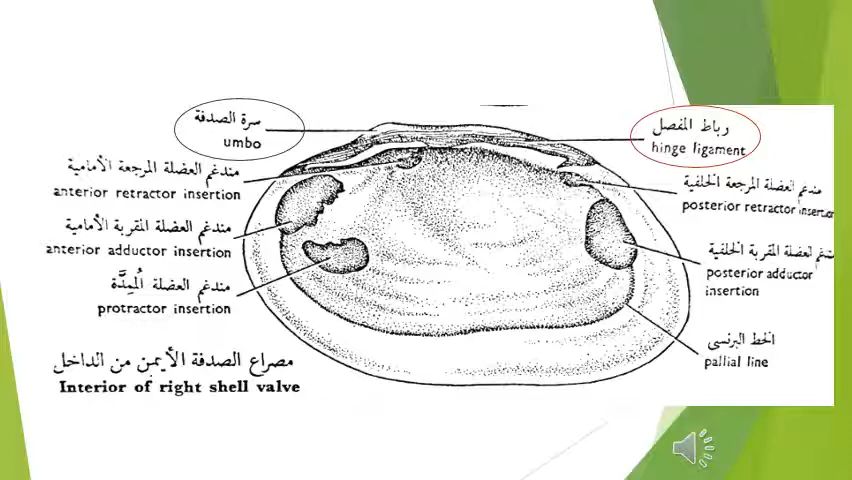 سرة الصدفة
umbo
رباط المفصل
hinge ligament
مندغم العضلة المرجعة الأمامية
anterior retractor insertion
مندغم العضلة المرجعة الخلفية
posterior retractor
مندغم العضلة المقربة الأمامية
anterior adductor insertion
العضلة المقربة الخلفية
posterior adductor
insertion
مندغم العضلة المُمِدَّة
protractor insertion
الخط البرنسى
pallial line
مصراع الصدفة الأيمن من الداخل
Interior of right shell valve